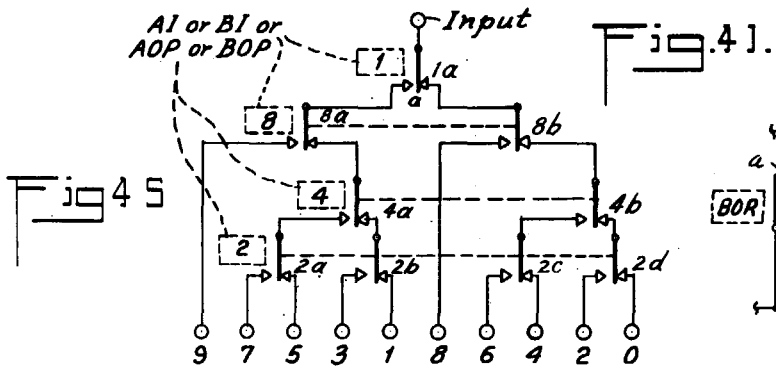 Input
AI or BI or
AOP or BOP
Fig.41.
1
1a
a
8
8a
8b
a
Fig 45
4
4a
4b
BOR
2
2a
2b
2c
2d
9 7 5 3 1 8 6 4 2 0